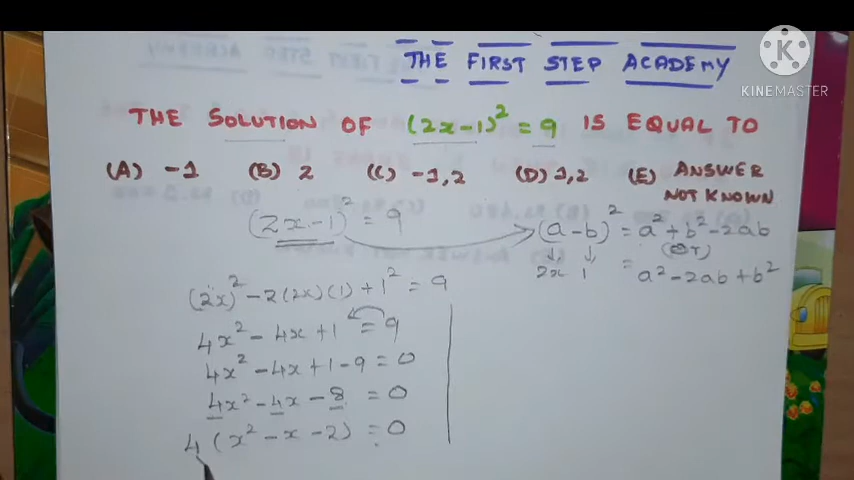 THE FIRST STEP ACADEMY
KINEMASTER
THE SOLUTION OF (2x-1)² = 9 IS EQUAL TO
(A) -1 (B) 2 (C) -1,2 (D) 1,2 (E) ANSWER NOT KNOWN
(2x-1)² = 9
(a-b)² = a² + b² - 2ab
(or)
2x 1 = a² - 2ab + b²
(2x)² - 2(2x)(1) + 1² = 9
4x² - 4x + 1 = 9
4x² - 4x + 1 - 9 = 0
4x² - 4x - 8 = 0
4(x² - x - 2) = 0